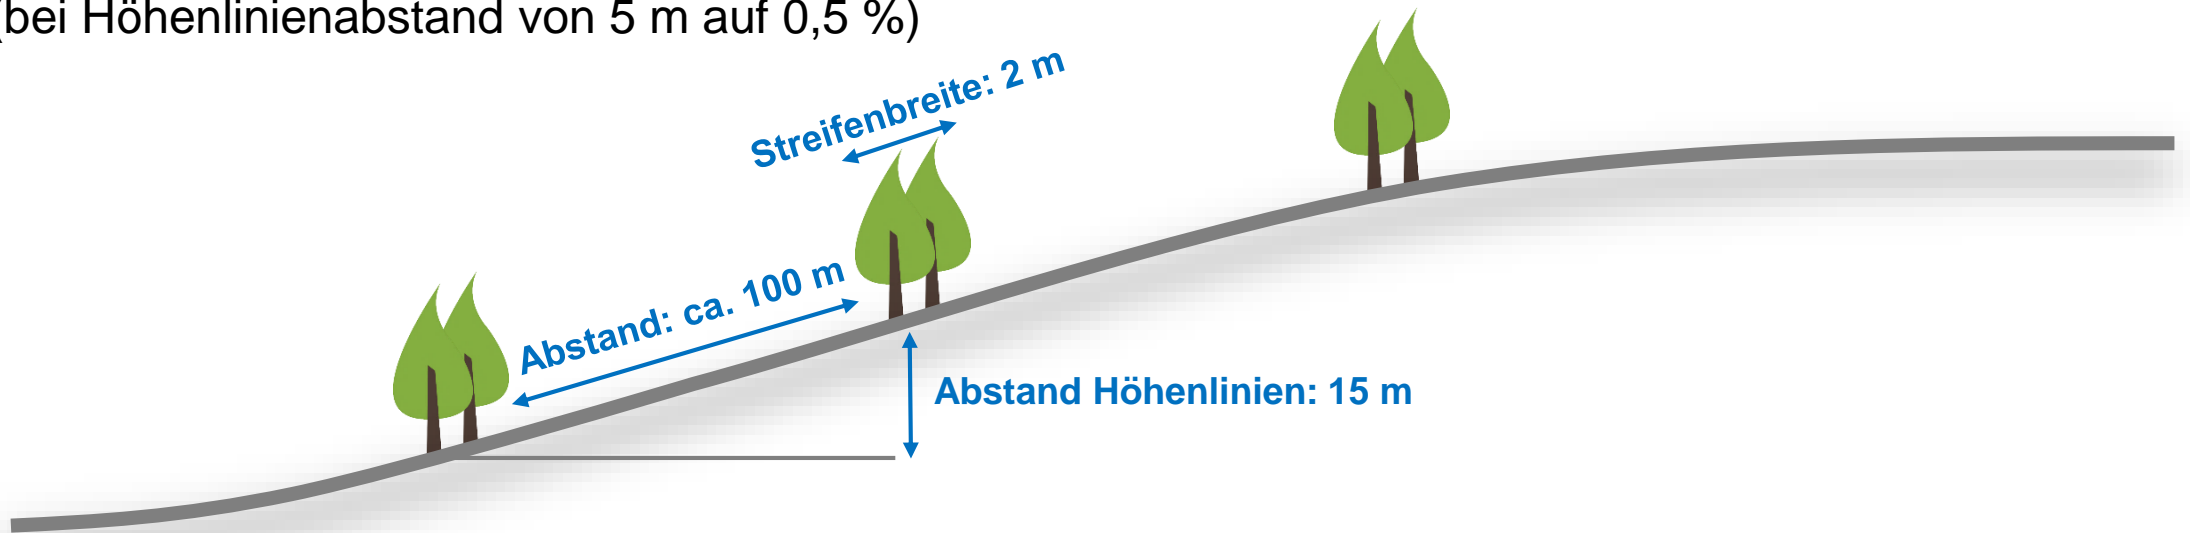 (bei Höhenlinienabstand von 5 m auf 0,5 %)
Streifenbreite: 2 m
Abstand: ca. 100 m
Abstand Höhenlinien: 15 m